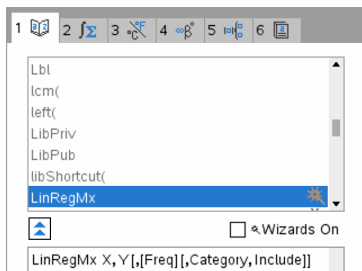 1 2 ∫Σ 3 °C°F 4 ∞β° 5 6
Lbl
lcm(
left(
LibPriv
LibPub
libShortcut(
LinRegMx
Wizards On
LinRegMx X,Y[,[Freq][,Category,Include]]